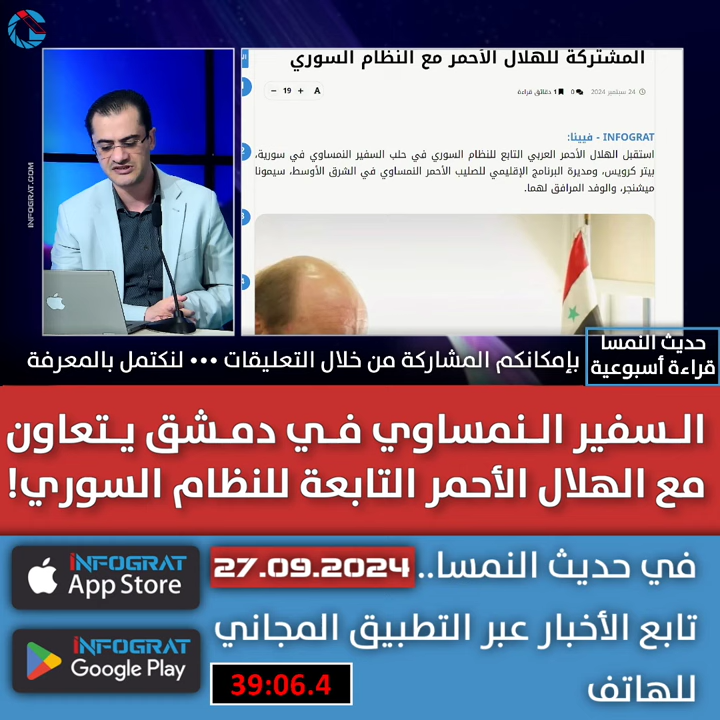 INFOGRAT.COM
المشتركة للهلال الأحمر مع النظام السوري
24 سبتمبر 2024
0
1 دقائق قراءة
A + 19 −
INFOGRAT - فيينا:
استقبل الهلال الأحمر العربي التابع للنظام السوري في حلب السفير النمساوي في سورية،
بيتر كرويس، ومديرة البرنامج الإقليمي للصليب الأحمر النمساوي في الشرق الأوسط، سيمونا
ميشنجر، والوفد المرافق لهما.
حديث النمسا
قراءة أسبوعية
بإمكانكم المشاركة من خلال التعليقات ••• لنكتمل بالمعرفة
السفير النمساوي في دمشق يتعاون
مع الهلال الأحمر التابعة للنظام السوري!
في حديث النمسا.. 27.09.2024
تابع الأخبار عبر التطبيق المجاني
للهاتف
INFOGRAT
App Store
INFOGRAT
Google Play
39:06.4